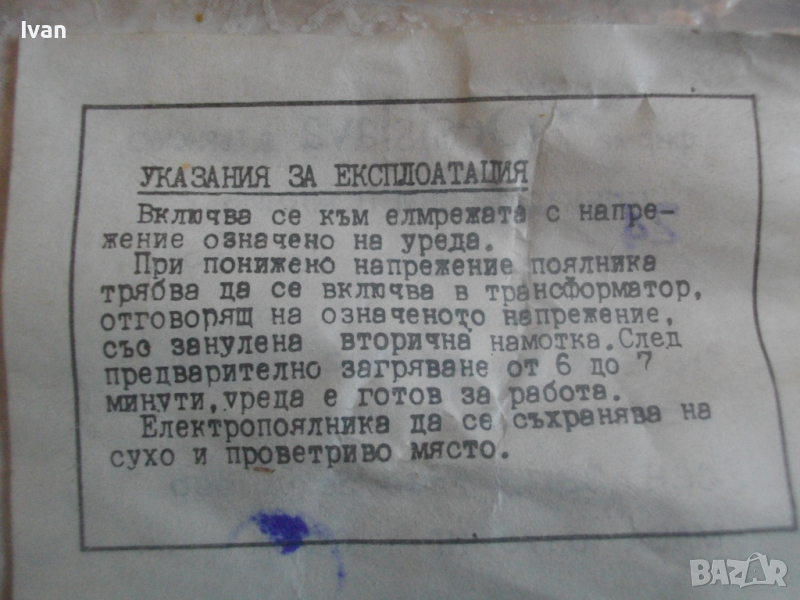 Ivan
УКАЗАНИЯ ЗА ЕКСПЛОАТАЦИЯ
Включва се към елмрежата с напре-
жение означено на уреда.
При понижено напрежение поялника
трябва да се включва в трансформатор,
отговорящ на означеното напрежение,
със занулена вторична намотка. След
предварително загряване от 6 до 7
минути, уреда е готов за работа.
Електропоялника да се съхранява на
сухо и проветриво място.
BAZAR